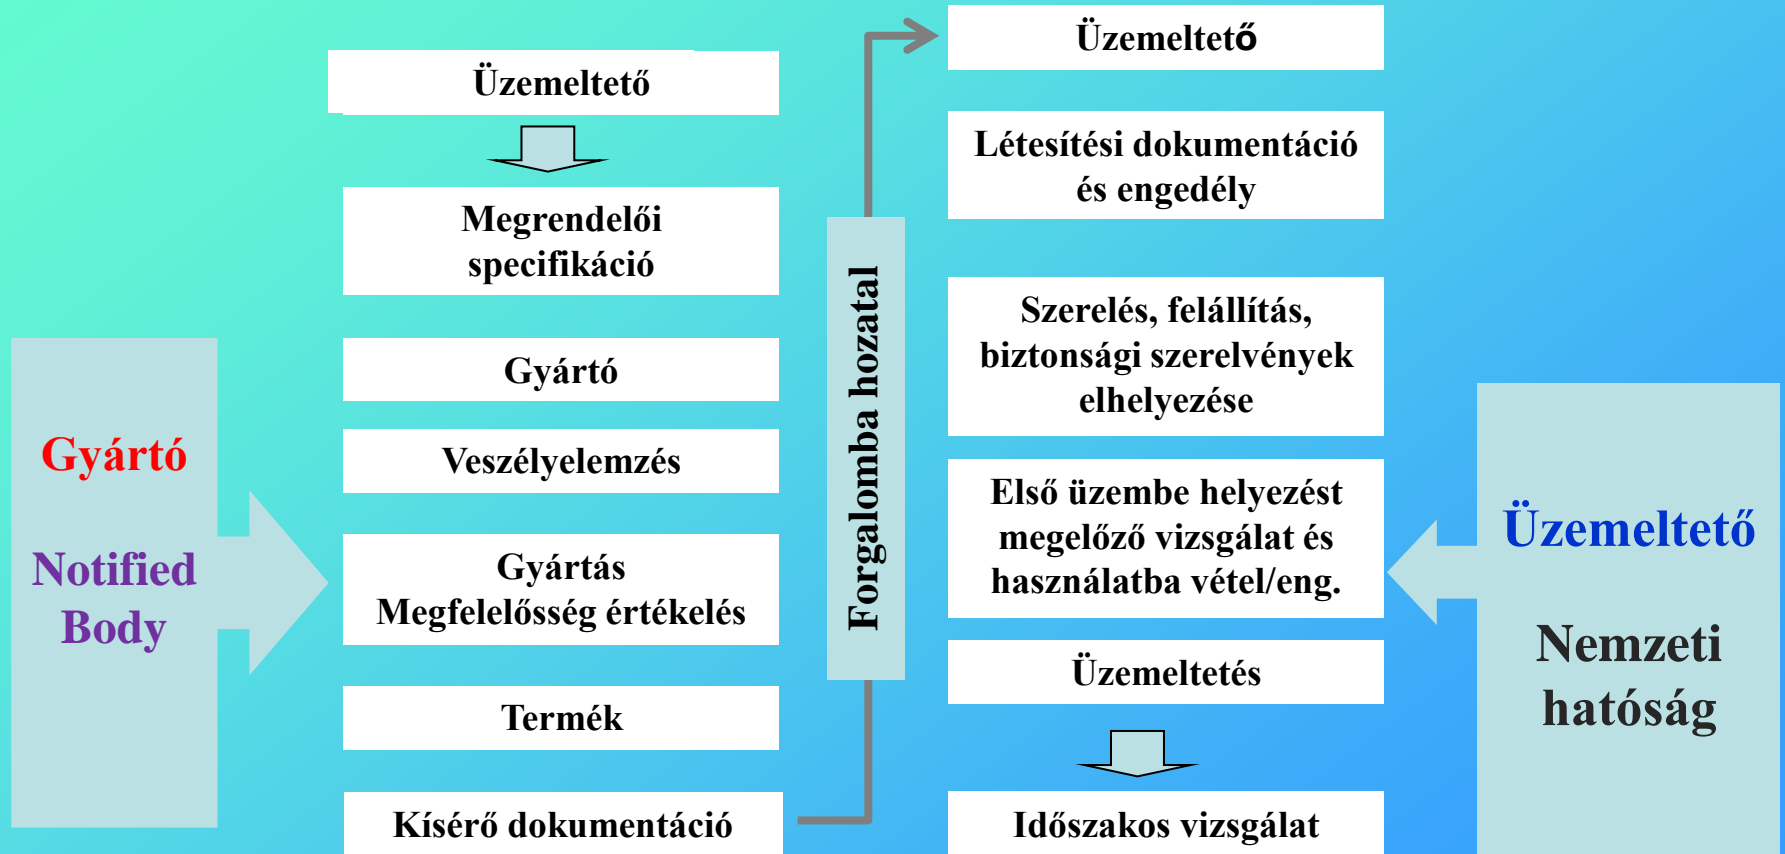 Gyártó
Notified
Body
Üzemeltető
Megrendelői
specifikáció
Gyártó
Veszélyelemzés
Gyártás
Megfelelősség értékelés
Termék
Kísérő dokumentáció
Forgalomba hozatal
Üzemeltető
Létesítési dokumentáció
és engedély
Szerelés, felállítás,
biztonsági szerelvények
elhelyezése
Első üzembe helyezést
megelőző vizsgálat és
használatba vétel/eng.
Üzemeltetés
Időszakos vizsgálat
Üzemeltető
Nemzeti
hatóság